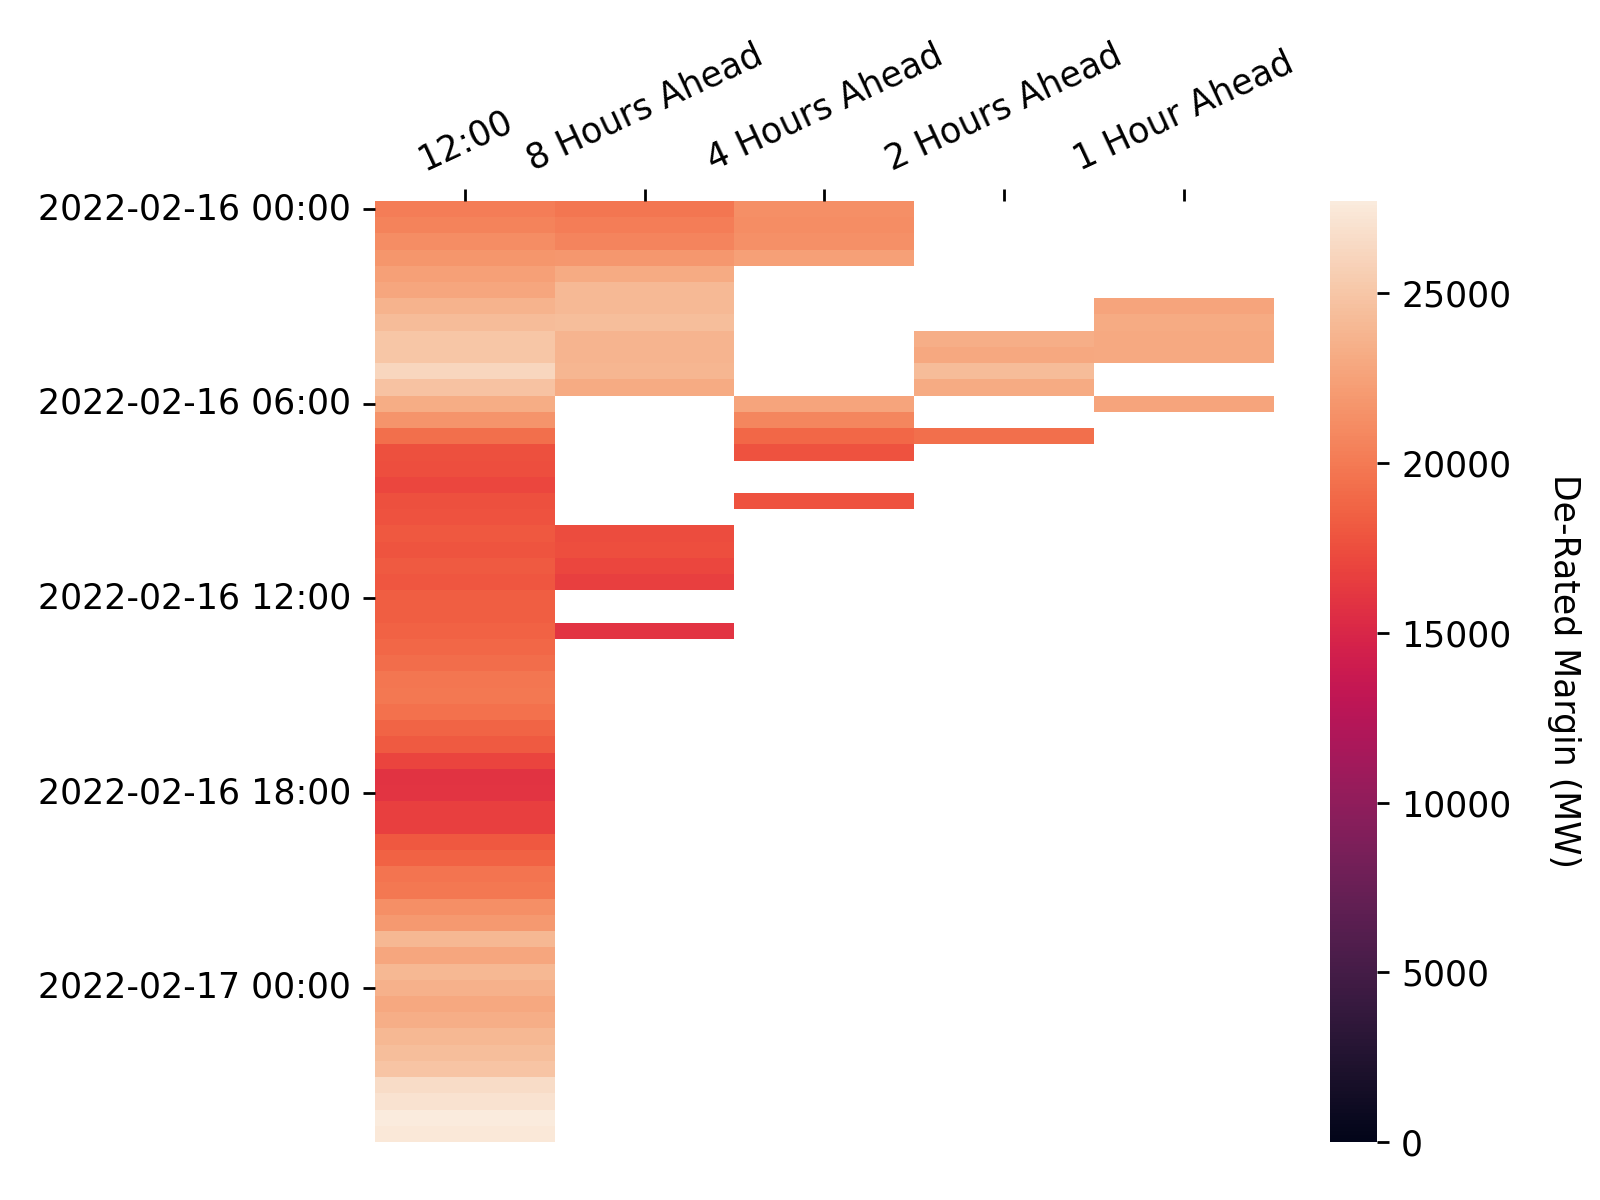 12:00
8 Hours Ahead
4 Hours Ahead
2 Hours Ahead
1 Hour Ahead
2022-02-16 00:00
2022-02-16 06:00
2022-02-16 12:00
2022-02-16 18:00
2022-02-17 00:00
25000
20000
15000
10000
5000
0
De-Rated Margin (MW)